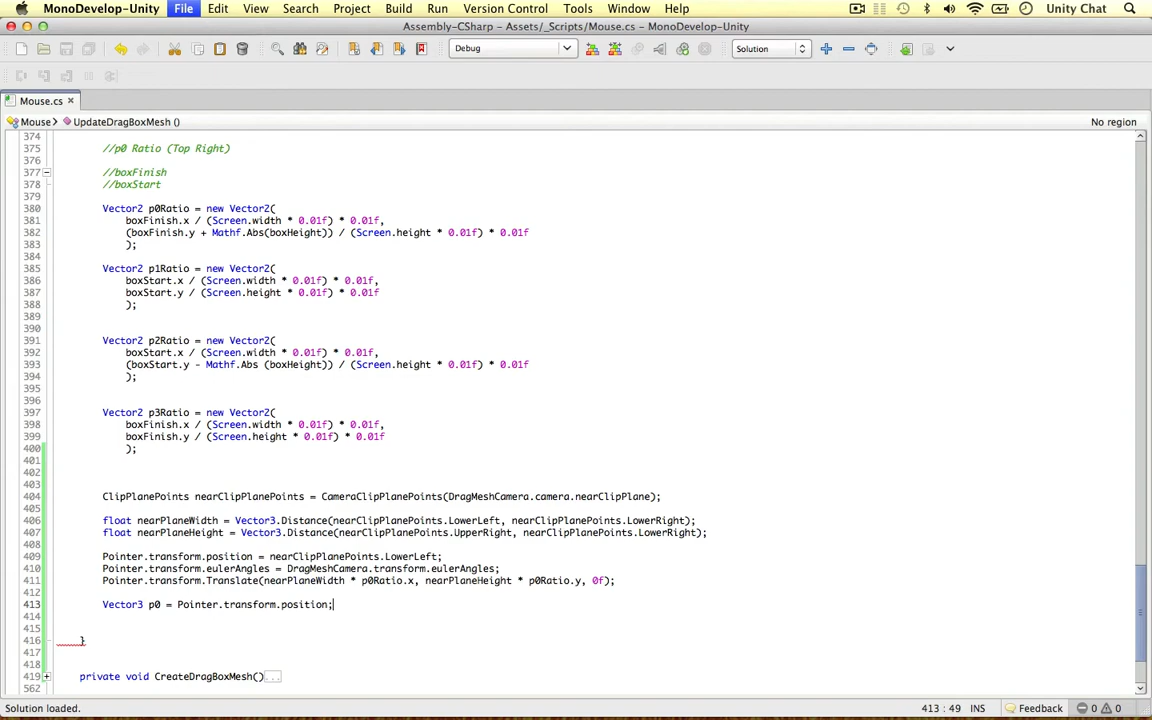 MonoDevelop-Unity File Edit View Search Project Build Run Version Control Tools Window Help Unity Chat
Assembly-CSharp - Assets/_Scripts/Mouse.cs - MonoDevelop-Unity
Debug Solution
Mouse.cs ×
Mouse UpdateDragBoxMesh () No region
374
375 //p0 Ratio (Top Right)
376
377 //boxFinish
378 //boxStart
379
380 Vector2 p0Ratio = new Vector2(
381 boxFinish.x / (Screen.width * 0.01f) * 0.01f,
382 (boxFinish.y + Mathf.Abs(boxHeight)) / (Screen.height * 0.01f) * 0.01f
383 );
384
385 Vector2 p1Ratio = new Vector2(
386 boxStart.x / (Screen.width * 0.01f) * 0.01f,
387 boxStart.y / (Screen.height * 0.01f) * 0.01f
388 );
389
390
391 Vector2 p2Ratio = new Vector2(
392 boxStart.x / (Screen.width * 0.01f) * 0.01f,
393 (boxStart.y - Mathf.Abs (boxHeight)) / (Screen.height * 0.01f) * 0.01f
394 );
395
396
397 Vector2 p3Ratio = new Vector2(
398 boxFinish.x / (Screen.width * 0.01f) * 0.01f,
399 boxFinish.y / (Screen.height * 0.01f) * 0.01f
400 );
401
402
403
404 ClipPlanePoints nearClipPlanePoints = CameraClipPlanePoints(DragMeshCamera.camera.nearClipPlane);
405
406 float nearPlaneWidth = Vector3.Distance(nearClipPlanePoints.LowerLeft, nearClipPlanePoints.LowerRight);
407 float nearPlaneHeight = Vector3.Distance(nearClipPlanePoints.UpperRight, nearClipPlanePoints.LowerRight);
408
409 Pointer.transform.position = nearClipPlanePoints.LowerLeft;
410 Pointer.transform.eulerAngles = DragMeshCamera.transform.eulerAngles;
411 Pointer.transform.Translate(nearPlaneWidth * p0Ratio.x, nearPlaneHeight * p0Ratio.y, 0f);
412
413 Vector3 p0 = Pointer.transform.position;
414
415
416 }
417
418
419 private void CreateDragBoxMesh()...
562
Solution loaded. 413 : 49 INS Feedback 0 0